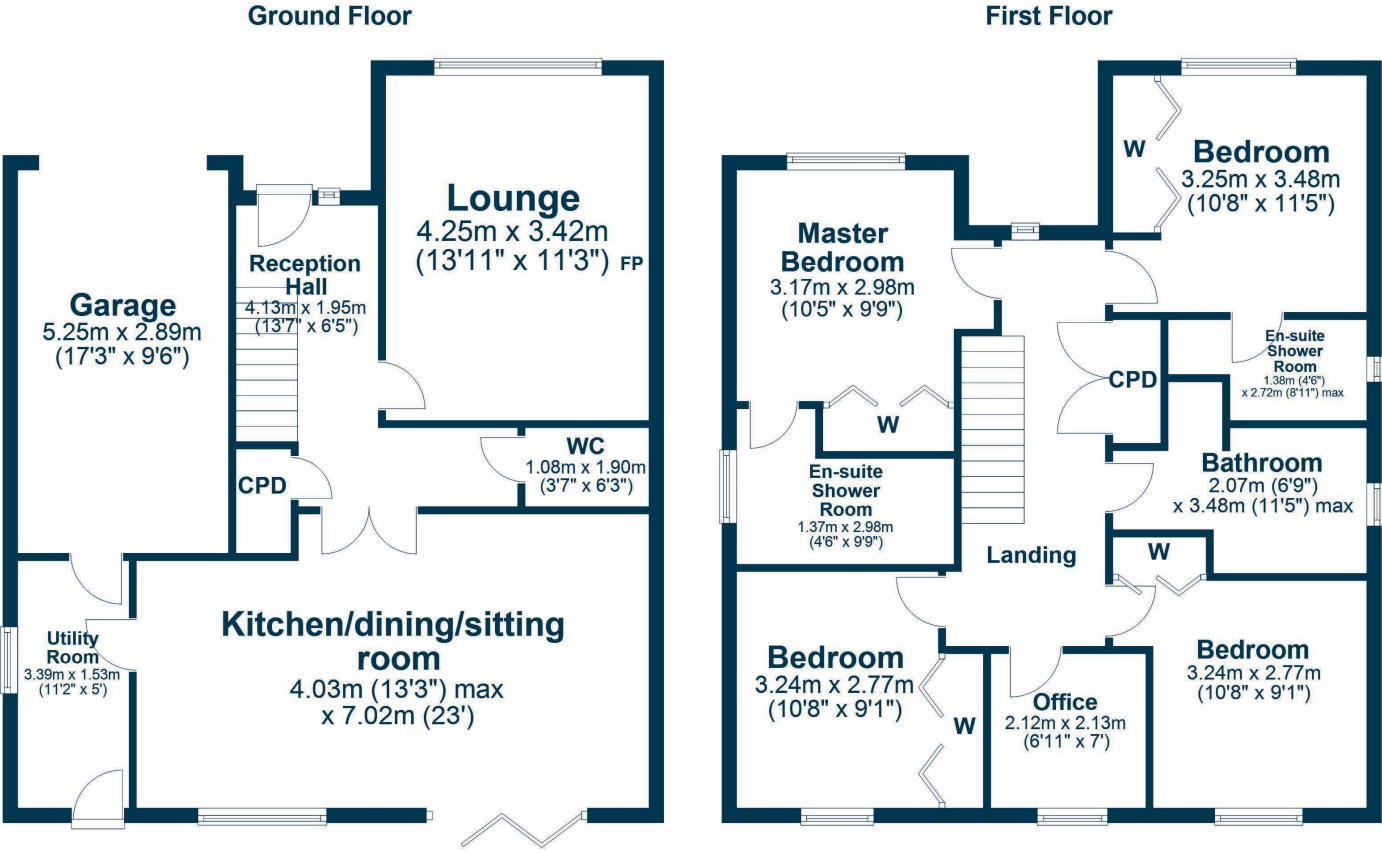 Ground Floor
Lounge
4.25m x 3.42m
(13'11" x 11'3")
FP
Reception
Hall
4.13m x 1.95m
(13'7" x 6'5")
Garage
5.25m x 2.89m
(17'3" x 9'6")
WC
1.08m x 1.90m
(3'7" x 6'3")
CPD
Kitchen/dining/sitting
room
4.03m (13'3") max
x 7.02m (23')
Utility
Room
3.39m x 1.53m
(11'2" x 5')
First Floor
W
Bedroom
3.25m x 3.48m
(10'8" x 11'5")
Master
Bedroom
3.17m x 2.98m
(10'5" x 9'9")
En-suite
Shower
Room
1.38m (4'6")
x 2.72m (8'11") max
CPD
W
En-suite
Shower
Room
1.37m x 2.98m
(4'6" x 9'9")
Bathroom
2.07m (6'9")
x 3.48m (11'5") max
Landing
W
Bedroom
3.24m x 2.77m
(10'8" x 9'1")
W
Office
2.12m x 2.13m
(6'11" x 7')
Bedroom
3.24m x 2.77m
(10'8" x 9'1")